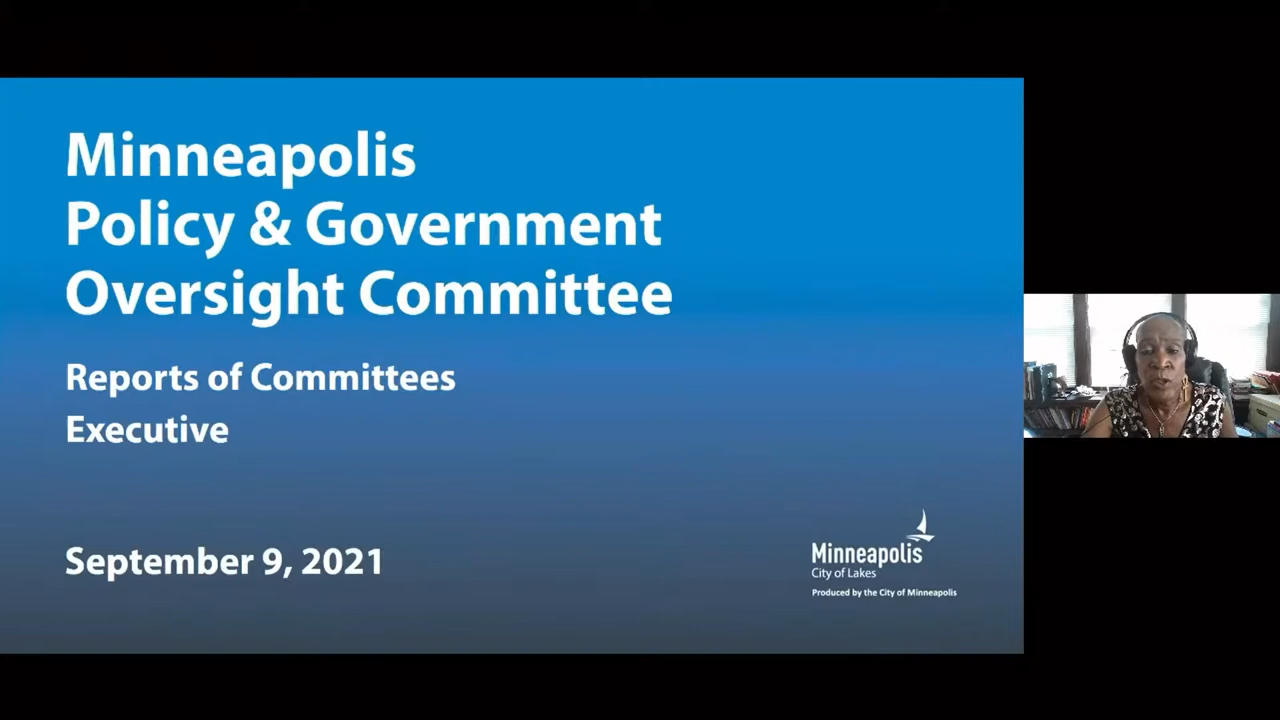 Minneapolis
Policy & Government
Oversight Committee
Reports of Committees
Executive
September 9, 2021
Minneapolis
City of Lakes
Produced by the City of Minneapolis